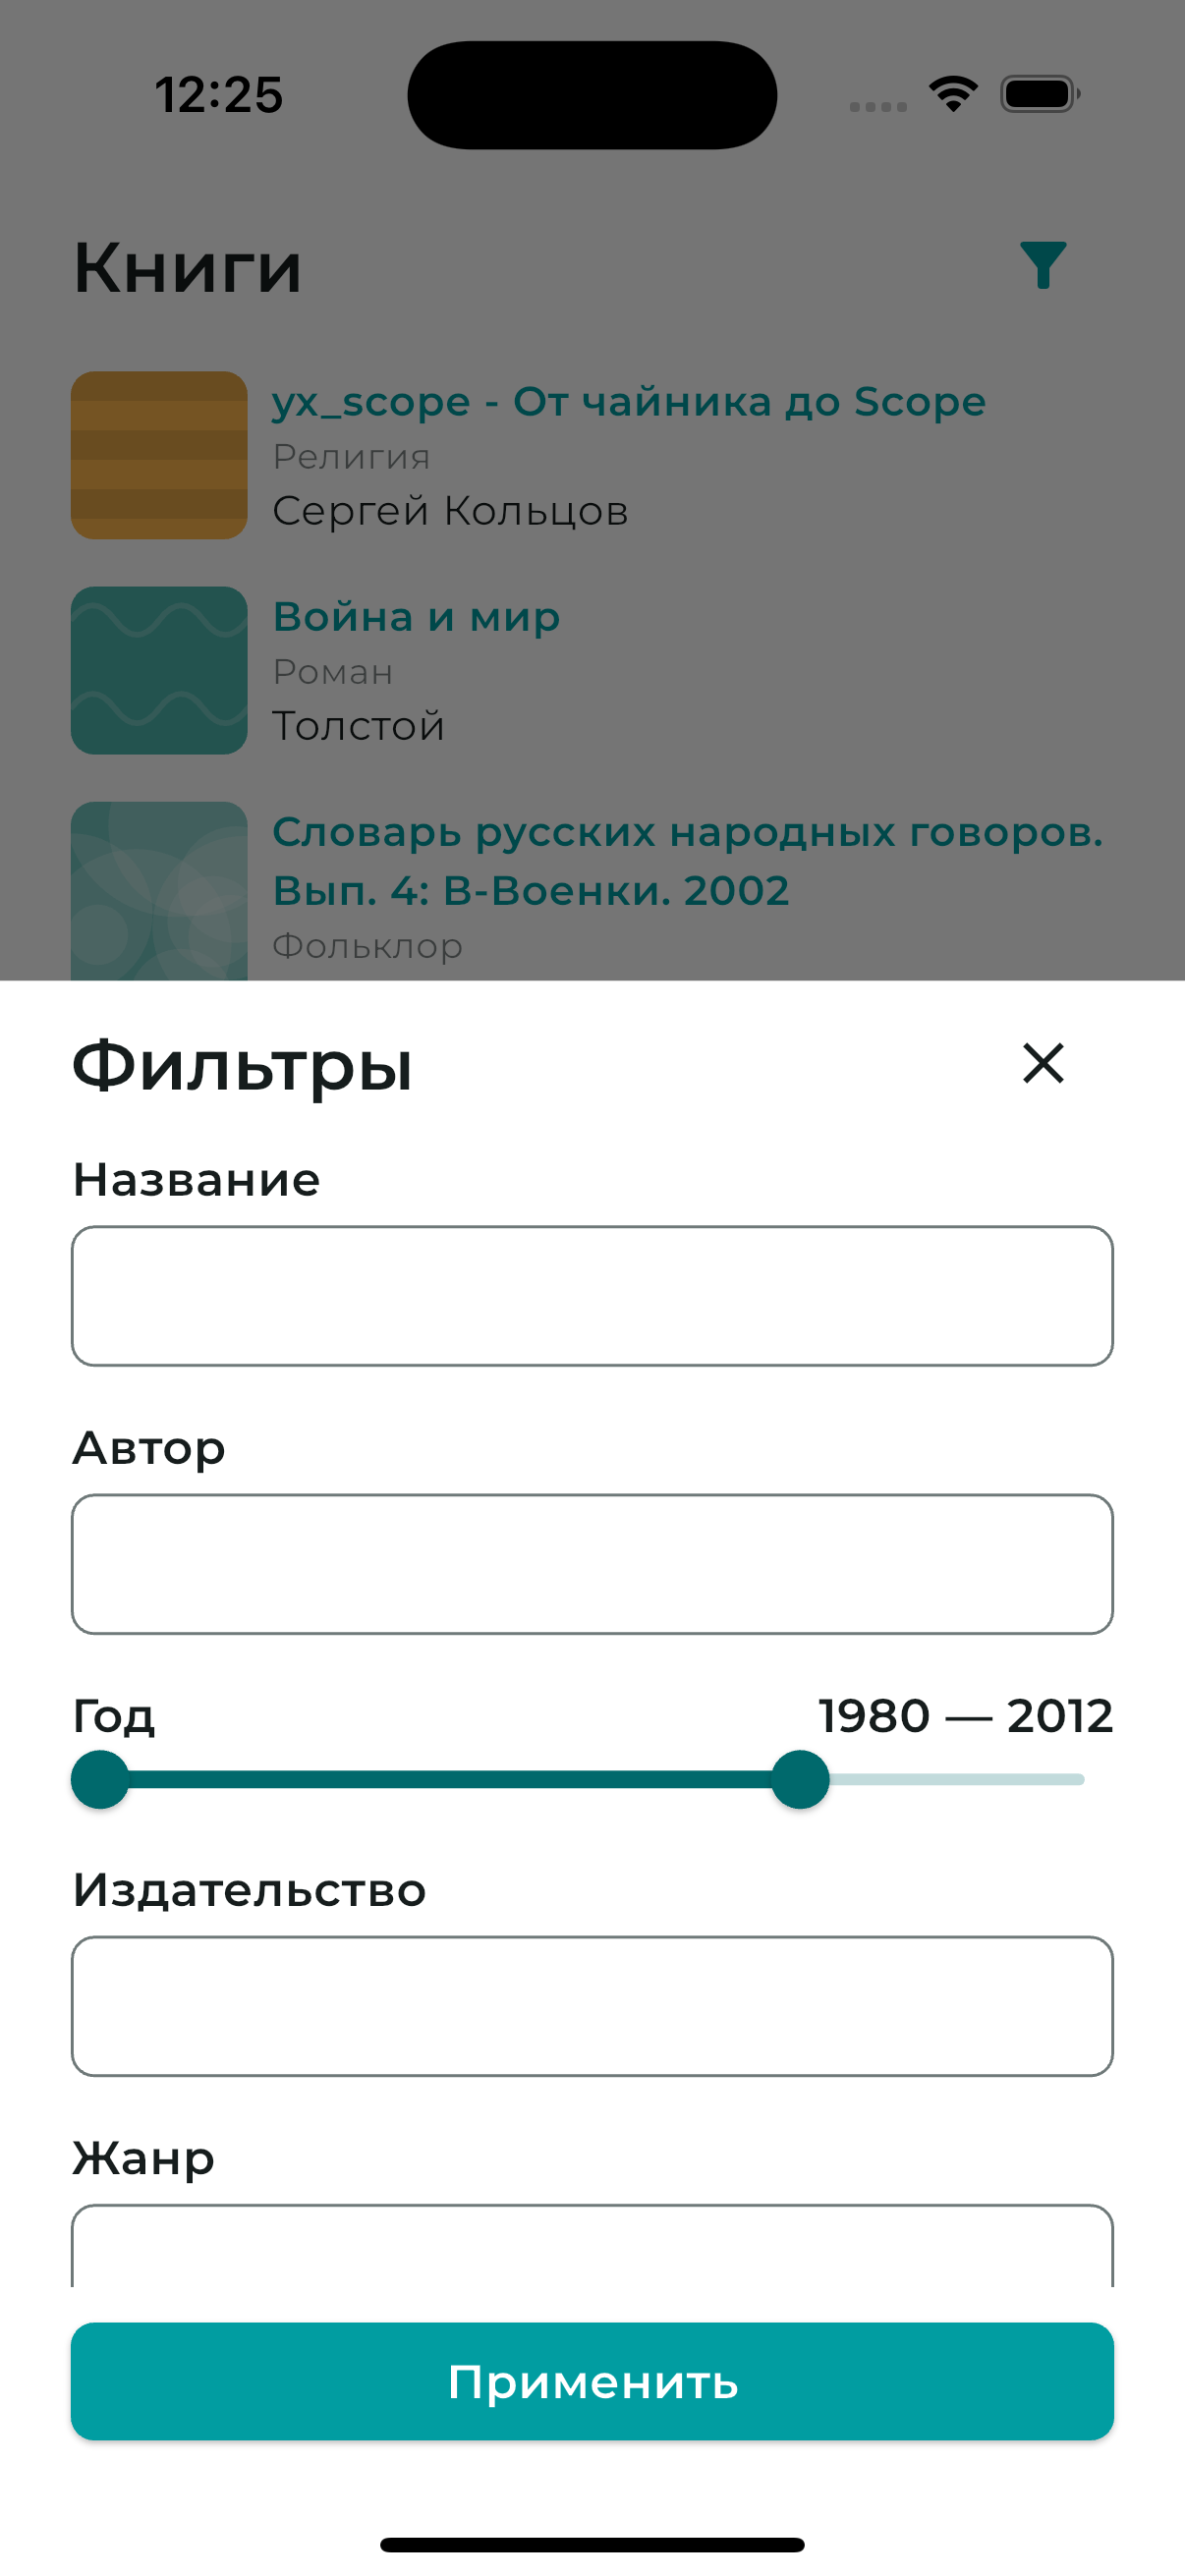 12:25
Книги
yx_scope - От чайника до Scope
Религия
Сергей Кольцов
Война и мир
Роман
Толстой
Словарь русских народных говоров.
Вып. 4: В-Военки. 2002
Фольклор
Фильтры
Название
Автор
Год 1980 — 2012
Издательство
Жанр
Применить